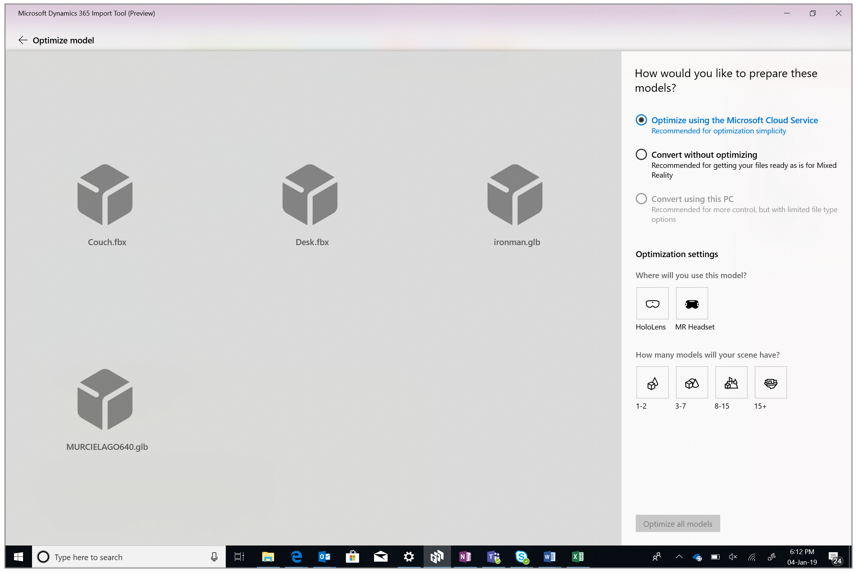 Microsoft Dynamics 365 Import Tool (Preview)
Optimize model
How would you like to prepare these
models?
Optimize using the Microsoft Cloud Service
Recommended for optimization simplicity
Convert without optimizing
Recommended for getting your files ready as is for Mixed
Reality
Convert using this PC
Recommended for more control, but with limited file type
options
Couch.fbx
Desk.fbx
ironman.glb
Optimization settings
Where will you use this model?
HoloLens
MR Headset
How many models will your scene have?
1-2
3-7
8-15
15+
MURCIELAGO640.glb
Optimize all models
Type here to search
6:12 PM
04-Jan-19
24